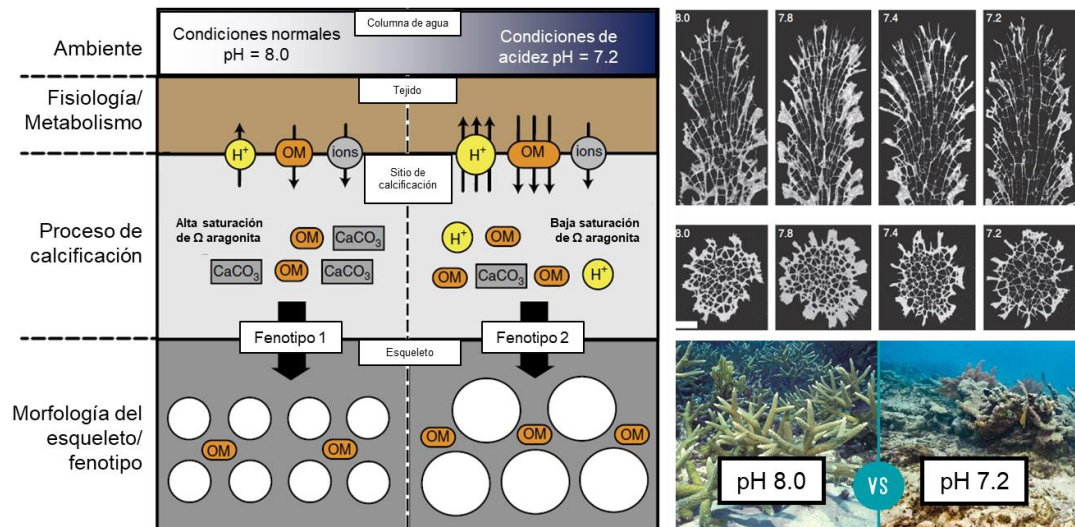 Columna de agua
Ambiente
Condiciones normales
pH = 8.0
Condiciones de
acidez pH = 7.2
Fisiología/
Metabolismo
Tejido
H+
OM
ions
H+
OM
ions
Sitio de
calcificación
Proceso de
calcificación
Alta saturación
de Ω aragonita
OM
CaCO3
CaCO3
OM
CaCO3
H+
OM
Baja saturación
de Ω aragonita
OM
CaCO3
OM
H+
Fenotipo 1
Esqueleto
Fenotipo 2
Morfología del
esqueleto/
fenotipo
OM
OM
OM
OM
OM
8.0
7.8
7.4
7.2
8.0
7.8
7.4
7.2
pH 8.0
VS
pH 7.2